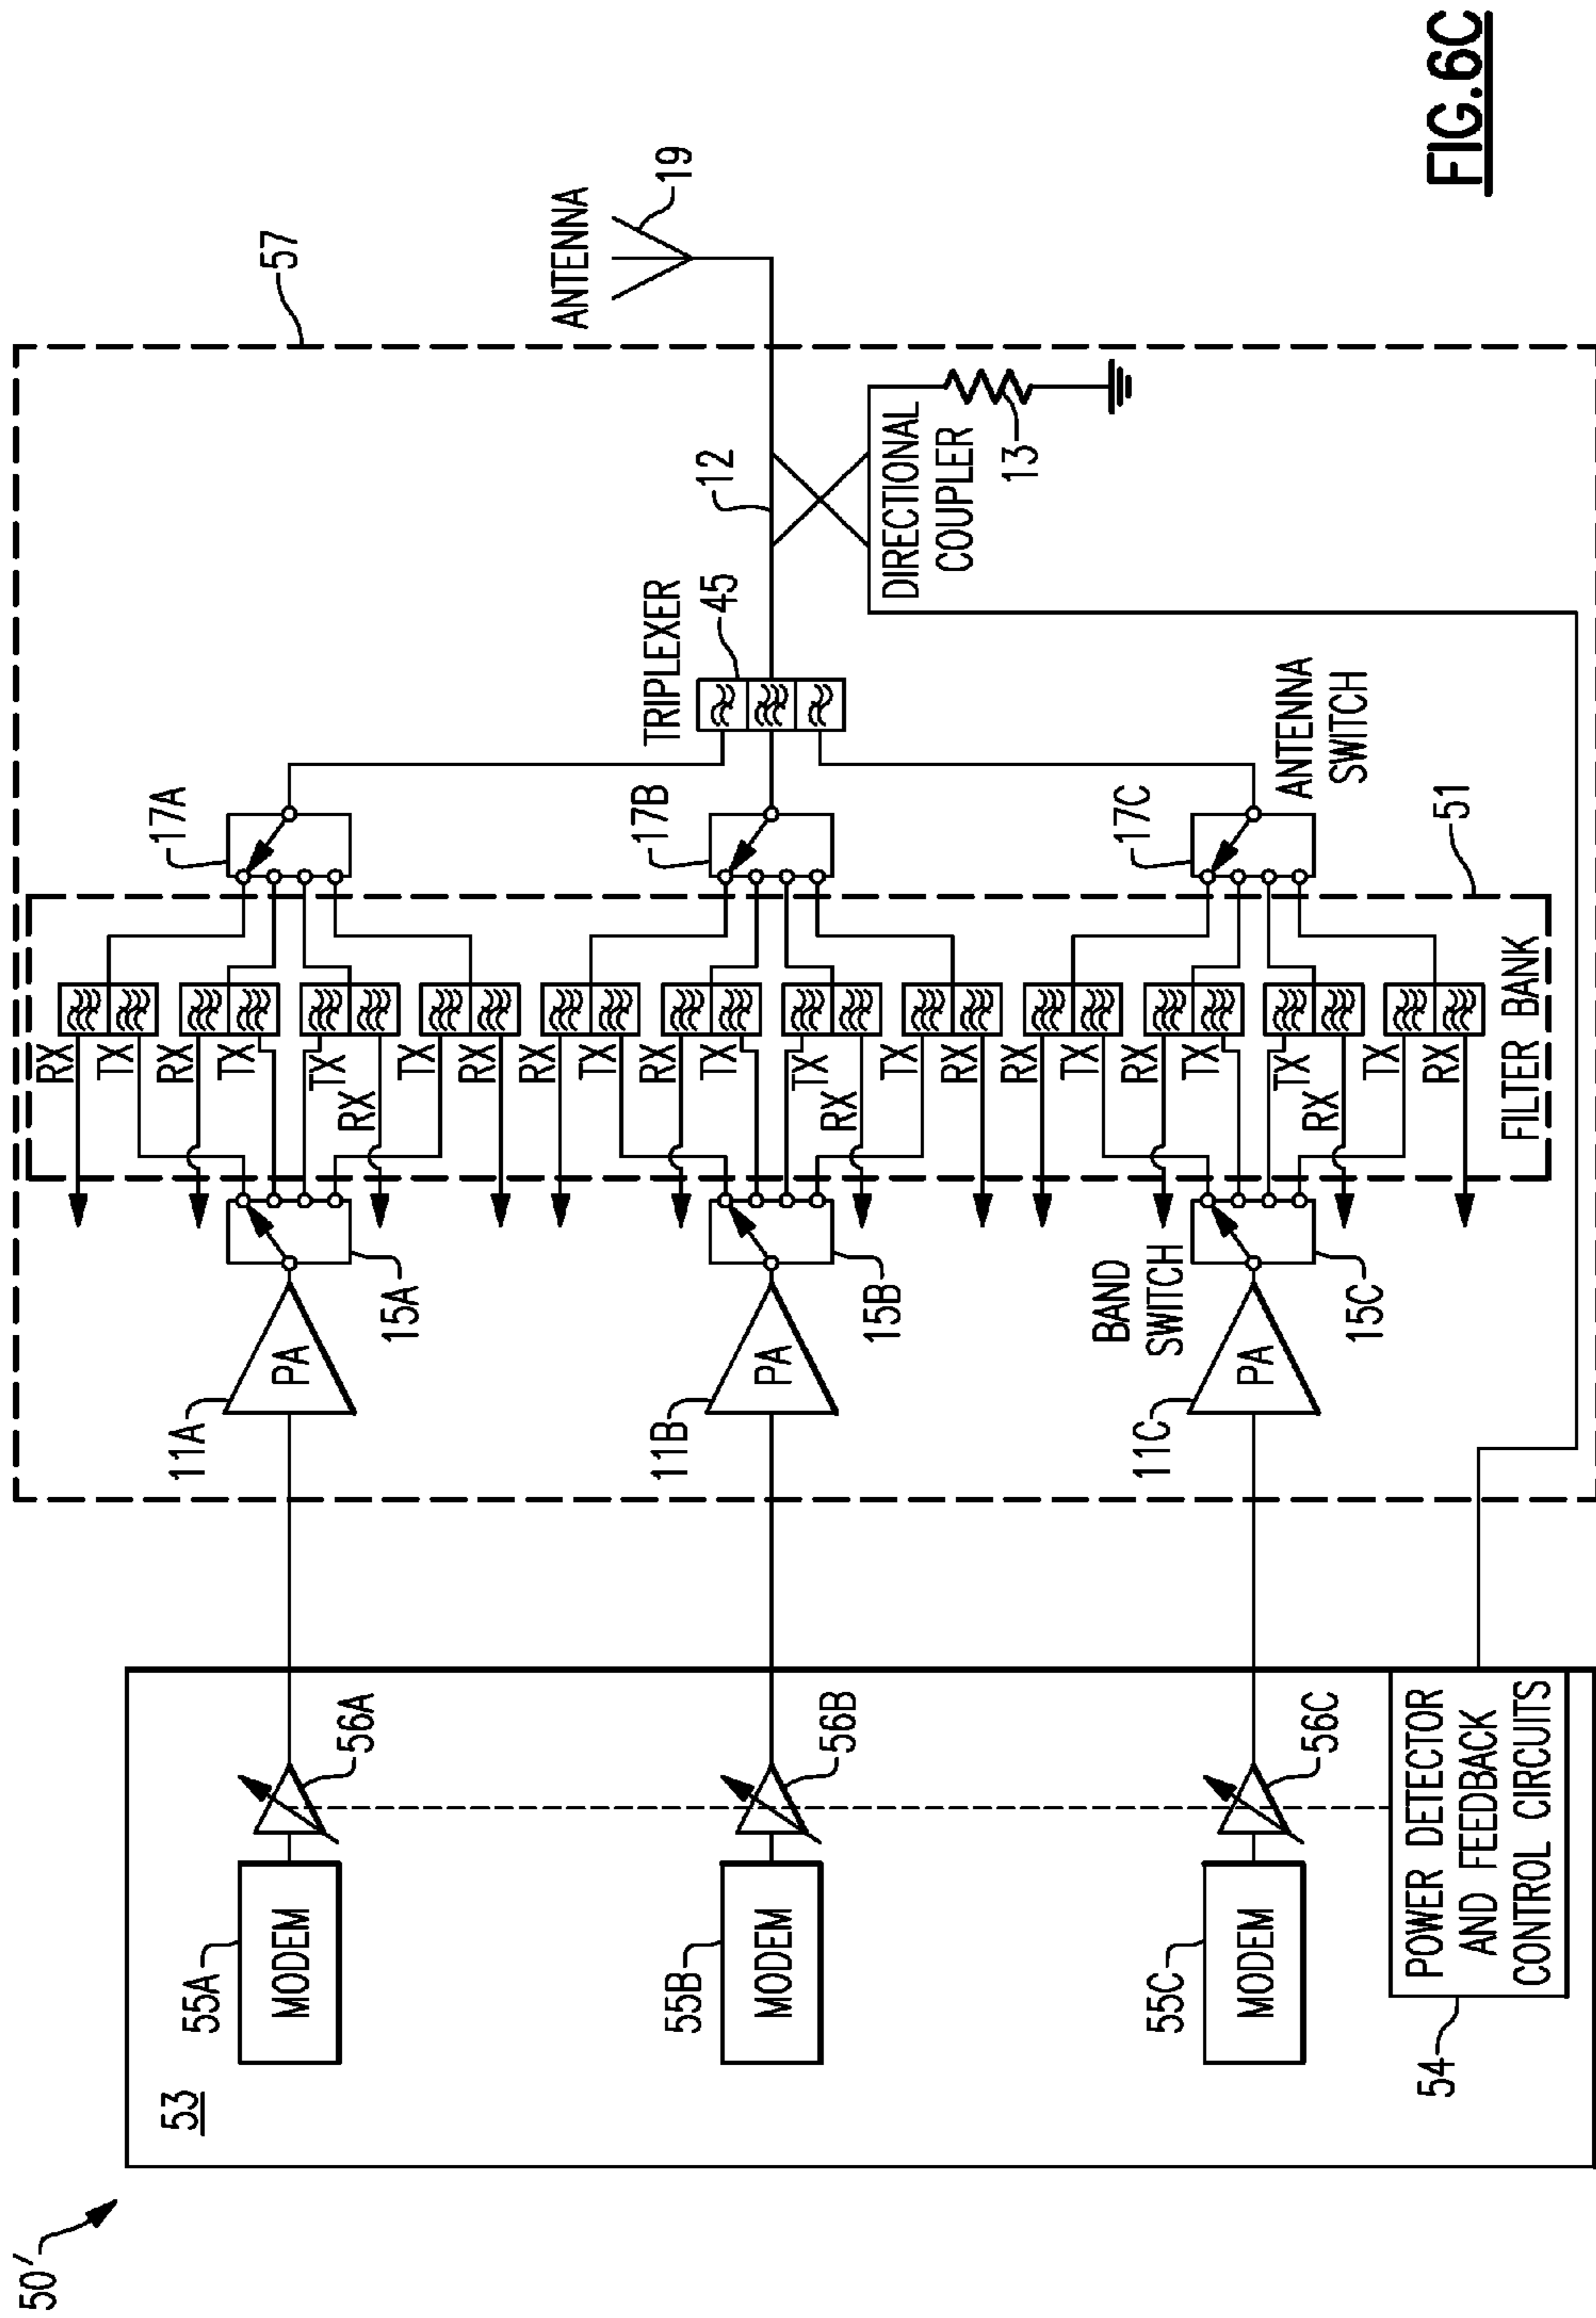 50′
53
55A
MODEM
56A
55B
MODEM
56B
55C
MODEM
56C
54
POWER DETECTOR
AND FEEDBACK
CONTROL CIRCUITS
57
11A
PA
15A
11B
PA
15B
11C
PA
BAND
SWITCH
15C
RX
TX
RX
TX
TX
RX
TX
RX
RX
TX
RX
TX
TX
RX
TX
RX
RX
TX
RX
TX
TX
RX
TX
RX
FILTER BANK
51
17A
17B
17C
ANTENNA
SWITCH
TRIPLEXER
45
12
DIRECTIONAL
COUPLER
13
ANTENNA
19
FIG.6C